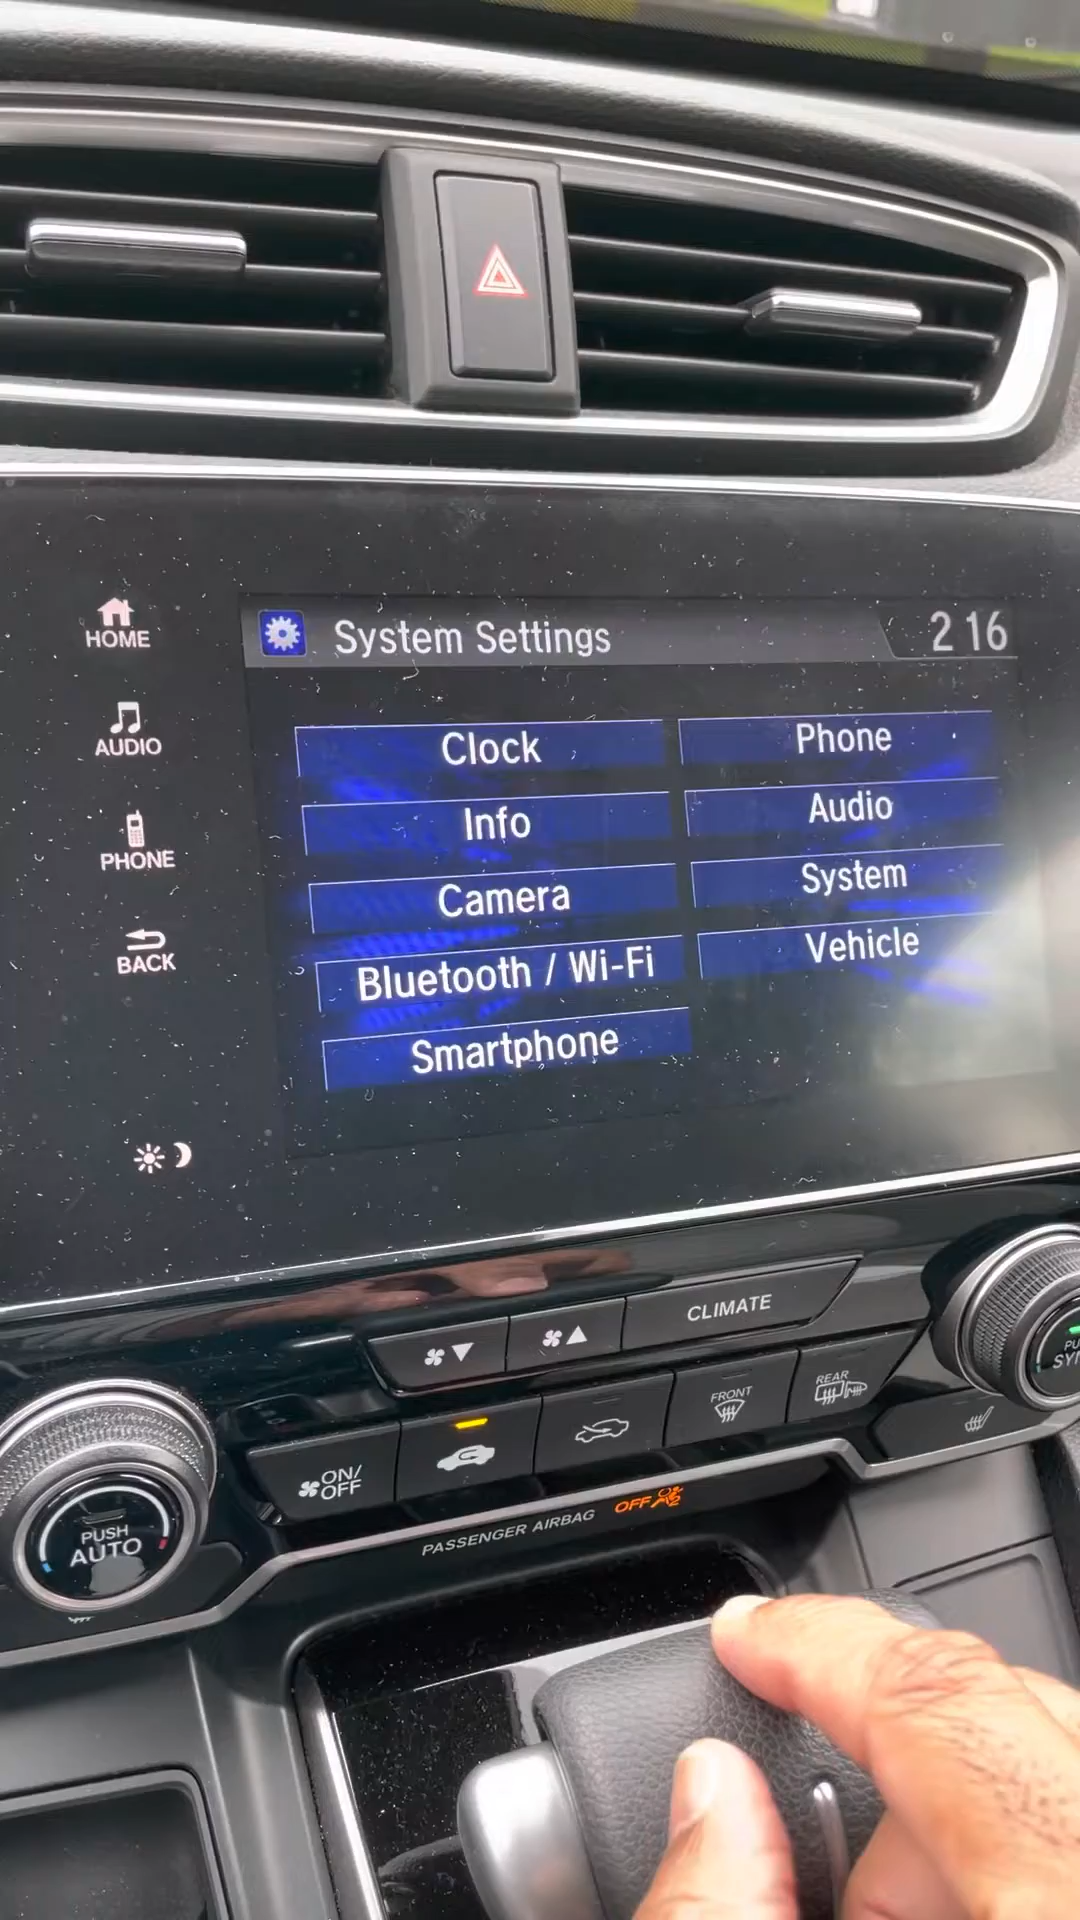 System Settings
2 16
HOME
AUDIO
PHONE
BACK
Clock
Phone
Info
Audio
Camera
System
Bluetooth / Wi-Fi
Vehicle
Smartphone
CLIMATE
FRONT
REAR
ON/
OFF
PUSH
AUTO
PASSENGER AIRBAG
OFF